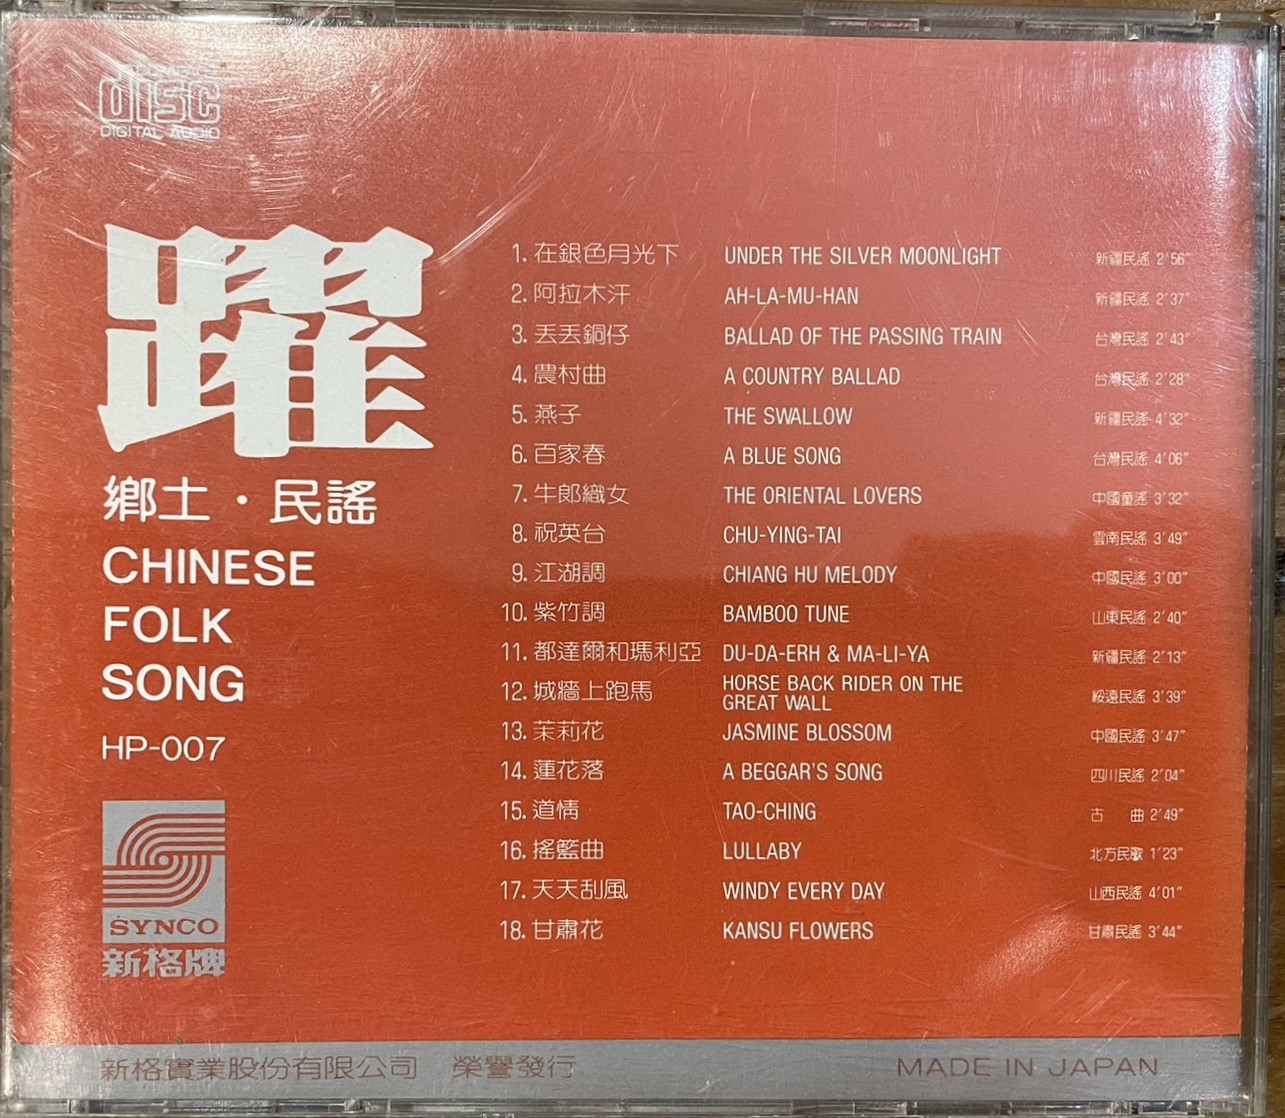 DISC
DIGITAL AUDIO
躍
鄉土·民謠
CHINESE
FOLK
SONG
HP-007
SYNCO
新格牌
1. 在銀色月光下 UNDER THE SILVER MOONLIGHT 新疆民謠 2'56"
2. 阿拉木汗 AH-LA-MU-HAN 新疆民謠 2'37"
3. 丟丟銅仔 BALLAD OF THE PASSING TRAIN 台灣民謠 2'43"
4. 農村曲 A COUNTRY BALLAD 台灣民謠 2'28"
5. 燕子 THE SWALLOW 新疆民謠 4'32"
6. 百家春 A BLUE SONG 台灣民謠 4'06"
7. 牛郎織女 THE ORIENTAL LOVERS 中國童謠 3'32"
8. 祝英台 CHU-YING-TAI 雲南民謠 3'49"
9. 江湖調 CHIANG HU MELODY 中國民謠 3'00"
10. 紫竹調 BAMBOO TUNE 山東民謠 2'40"
11. 都達爾和瑪利亞 DU-DA-ERH & MA-LI-YA 新疆民謠 2'13"
12. 城牆上跑馬 HORSE BACK RIDER ON THE
GREAT WALL 綏遠民謠 3'39"
13. 茉莉花 JASMINE BLOSSOM 中國民謠 3'47"
14. 蓮花落 A BEGGAR'S SONG 四川民謠 2'04"
15. 道情 TAO-CHING 古 曲 2'49"
16. 搖籃曲 LULLABY 北方民歌 1'23"
17. 天天刮風 WINDY EVERY DAY 山西民謠 4'01"
18. 甘肅花 KANSU FLOWERS 甘肅民謠 3'44"
新格實業股份有限公司 榮譽發行 MADE IN JAPAN